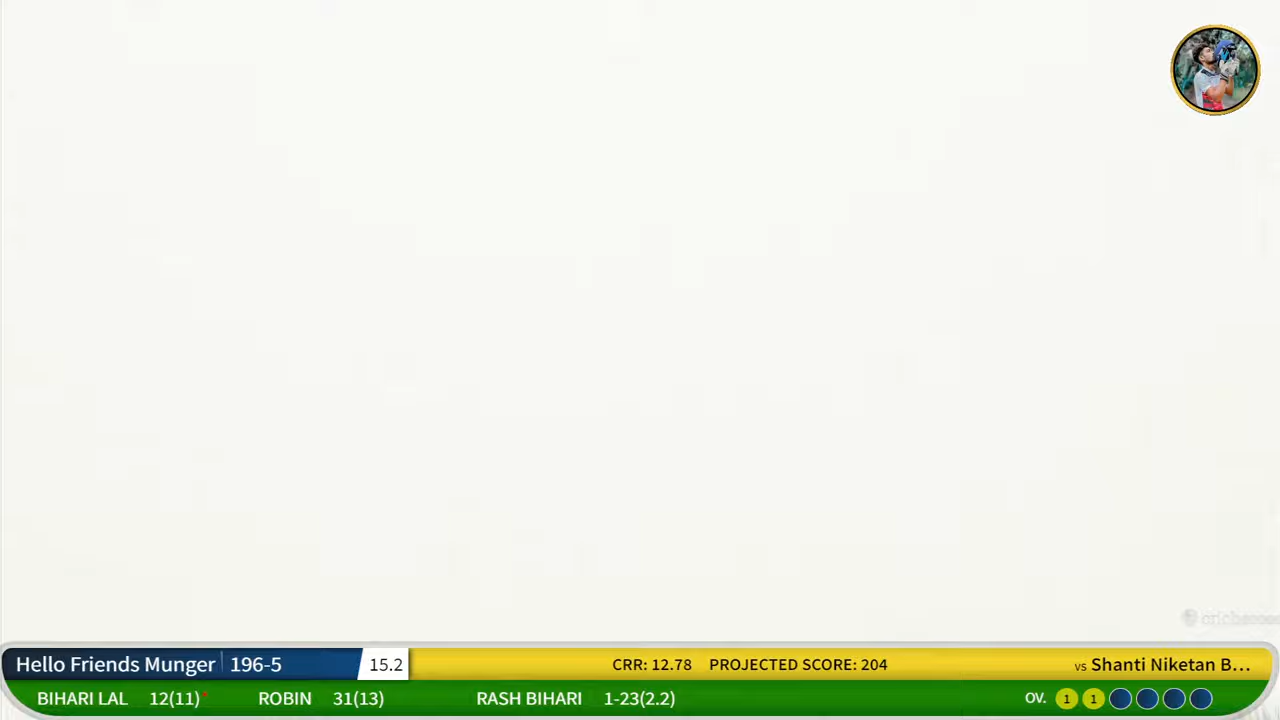 Hello Friends Munger 196-5 15.2 CRR: 12.78 PROJECTED SCORE: 204 vs Shanti Niketan B...
BIHARI LAL 12(11)* ROBIN 31(13) RASH BIHARI 1-23(2.2) OV. 1 1